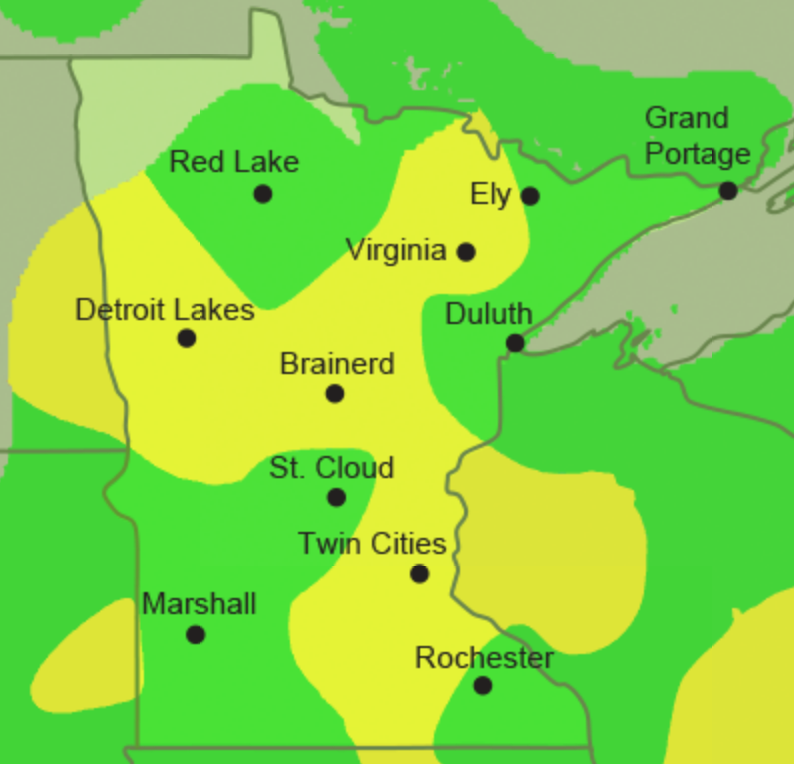 Grand
Portage
Red Lake
Ely
Virginia
Detroit Lakes
Duluth
Brainerd
St. Cloud
Twin Cities
Marshall
Rochester